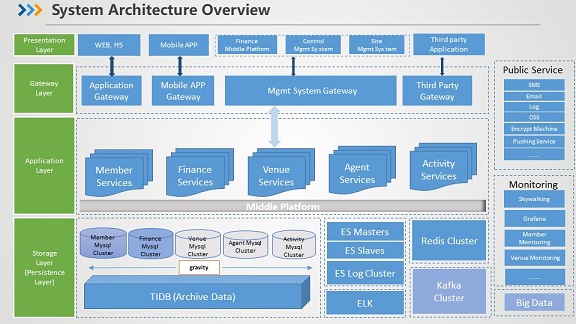 System Architecture Overview
Presentation
Layer
WEB, H5
Mobile APP
Finance
Middle Platform
Control
Mgmt System
Site
Mgmt System
Third party
Application
Gateway
Layer
Application
Gateway
Mobile APP
Gateway
Mgmt System Gateway
Third Party
Gateway
Application
Layer
Member
Services
Finance
Services
Venue
Services
Agent
Services
Activity
Services
Middle Platform
Storage
Layer
(Persistence
Layer)
Member
Mysql
Cluster
Finance
Mysql
Cluster
Venue
Mysql
Cluster
Agent Mysql
Cluster
Activity
Mysql
Cluster
gravity
TIDB (Archive Data)
ES Masters
ES Slaves
ES Log Cluster
ELK
Redis Cluster
Kafka
Cluster
Public Service
SMS
Email
Log
OSS
Encrypt Machina
Pushing Service
......
Monitoring
Skywalking
Grafana
Member
Monitoring
Venue Monitoring
......
Big Data